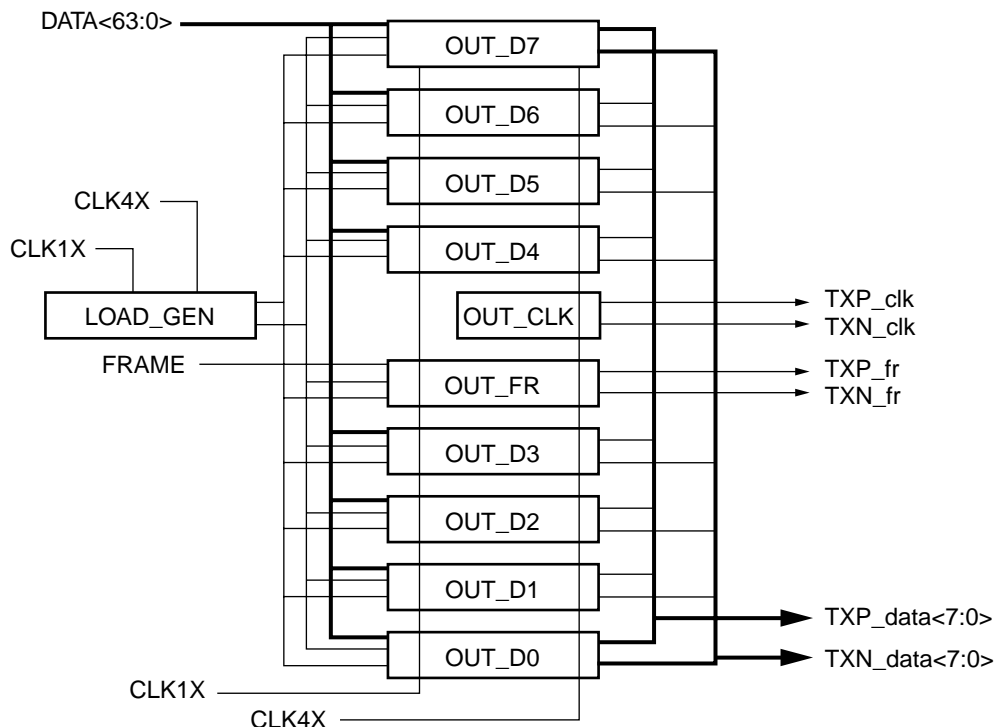 DATA<63:0>
OUT_D7
OUT_D6
OUT_D5
CLK4X
CLK1X
OUT_D4
LOAD_GEN
OUT_CLK
TXP_clk
TXN_clk
FRAME
OUT_FR
TXP_fr
TXN_fr
OUT_D3
OUT_D2
OUT_D1
TXP_data<7:0>
OUT_D0
TXN_data<7:0>
CLK1X
CLK4X